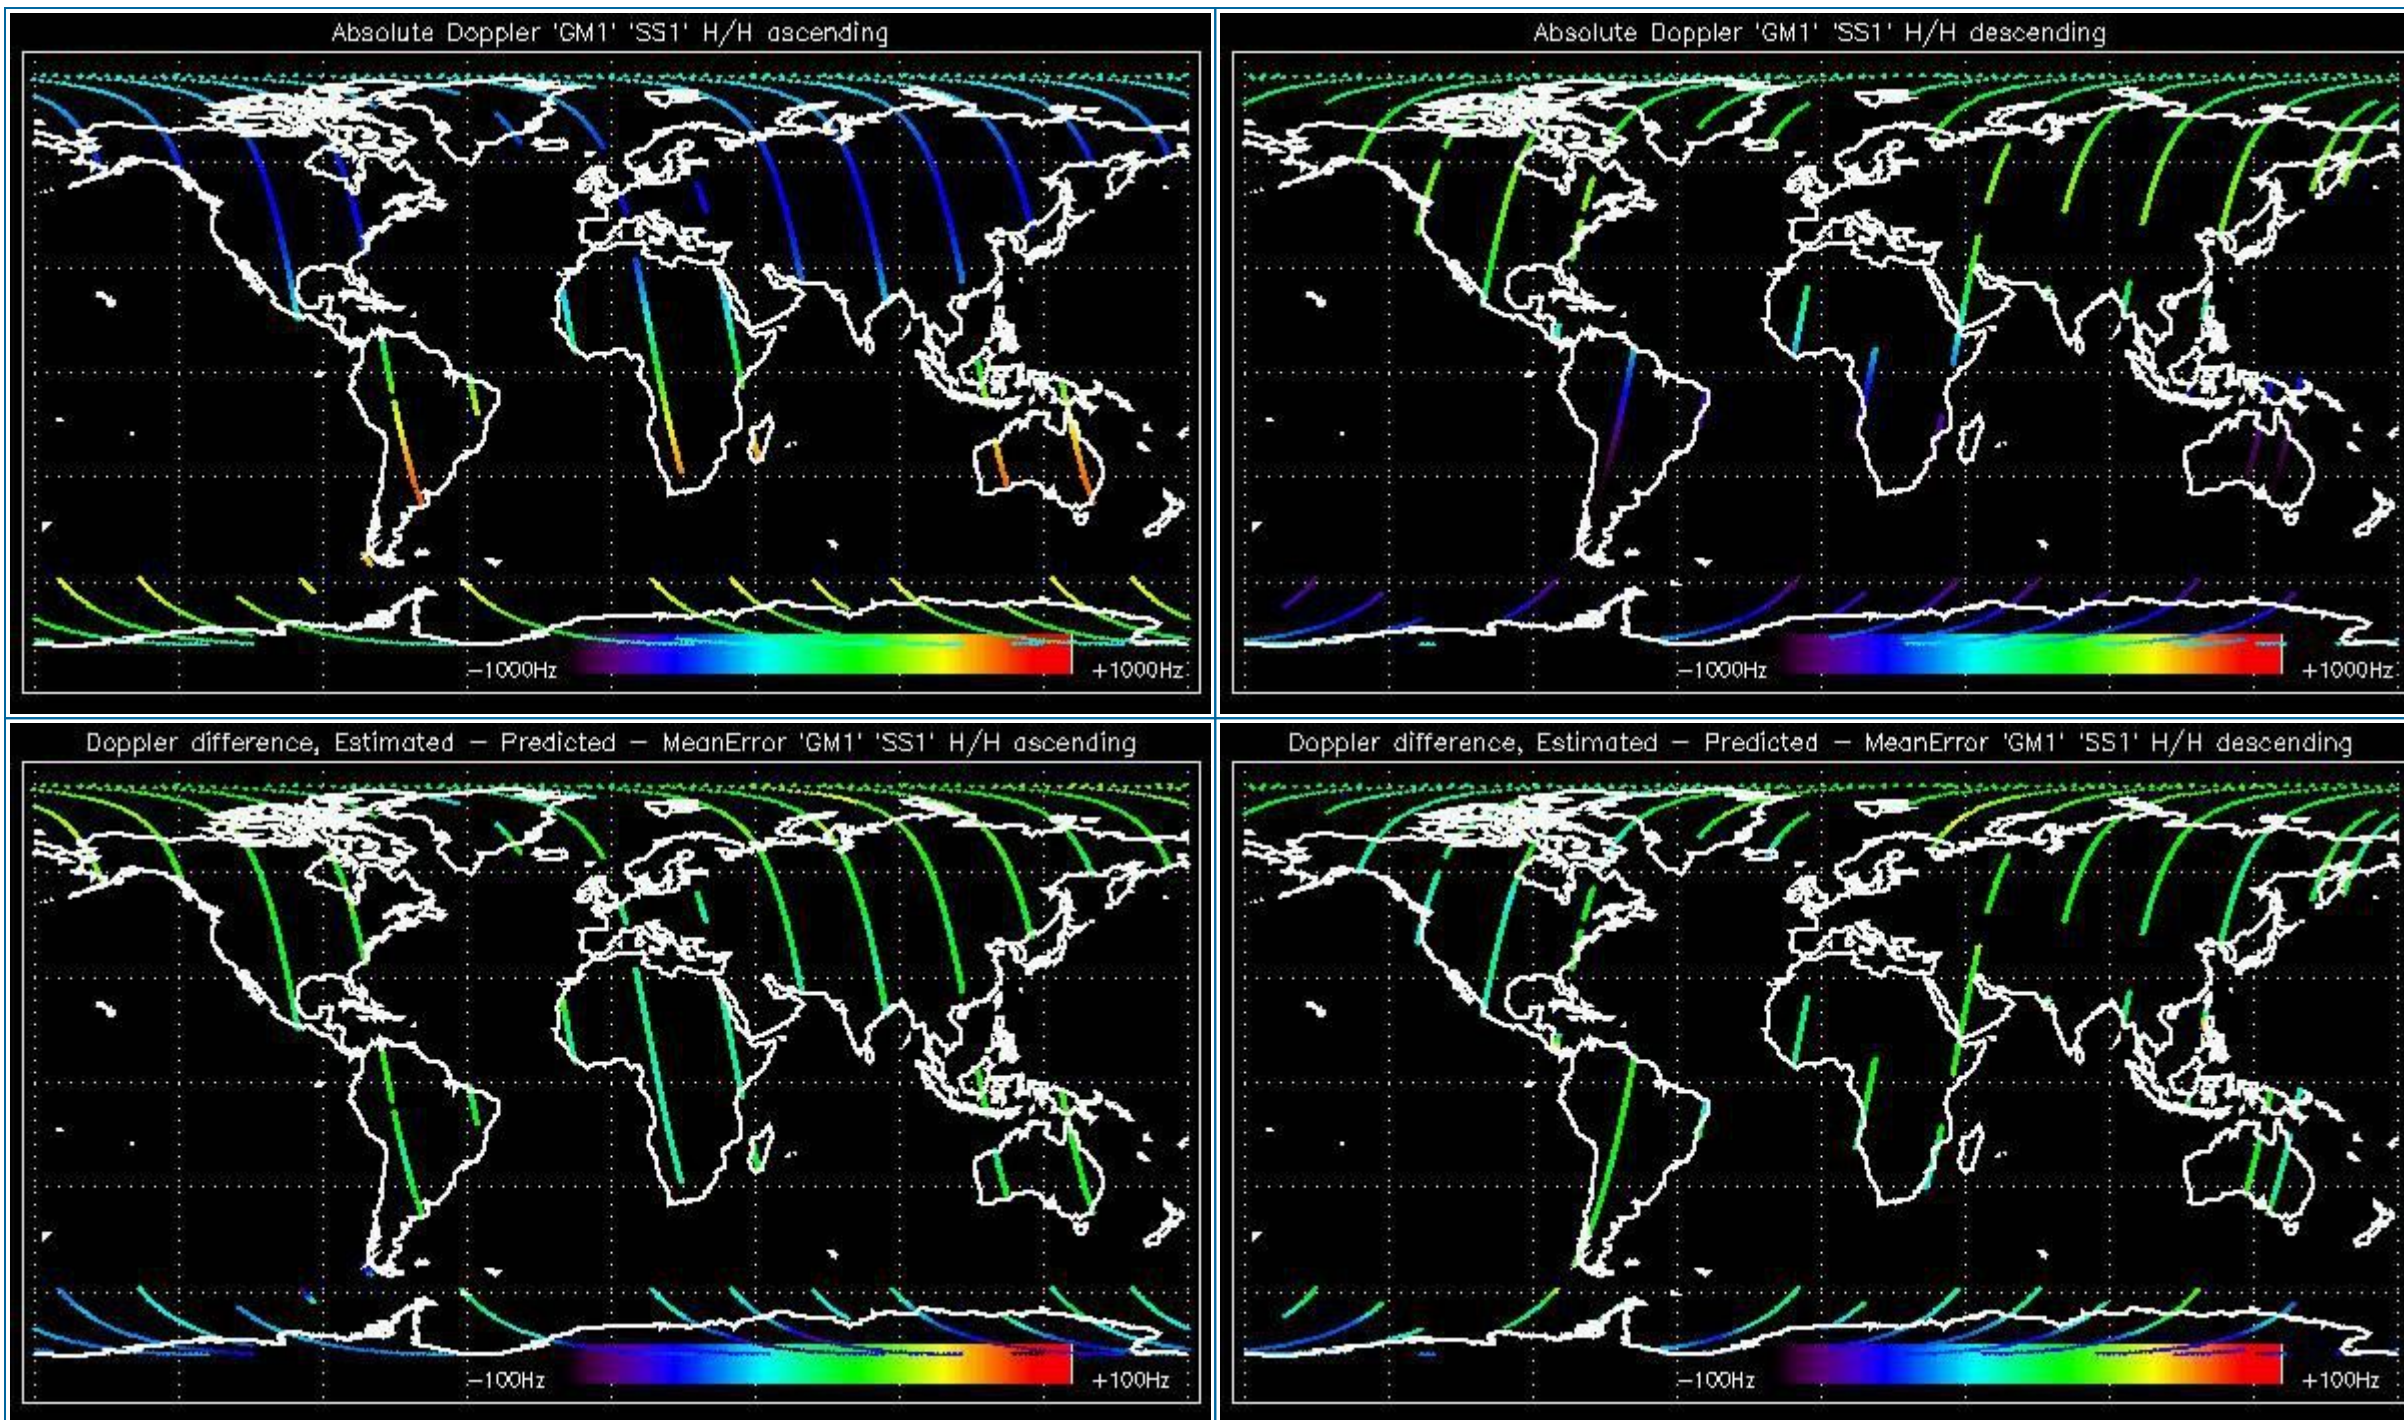 Absolute Doppler 'GM1' 'SS1' H/H ascending
-1000Hz
+1000Hz
Absolute Doppler 'GM1' 'SS1' H/H descending
-1000Hz
+1000Hz
Doppler difference, Estimated - Predicted - MeanError 'GM1' 'SS1' H/H ascending
-100Hz
+100Hz
Doppler difference, Estimated - Predicted - MeanError 'GM1' 'SS1' H/H descending
-100Hz
+100Hz